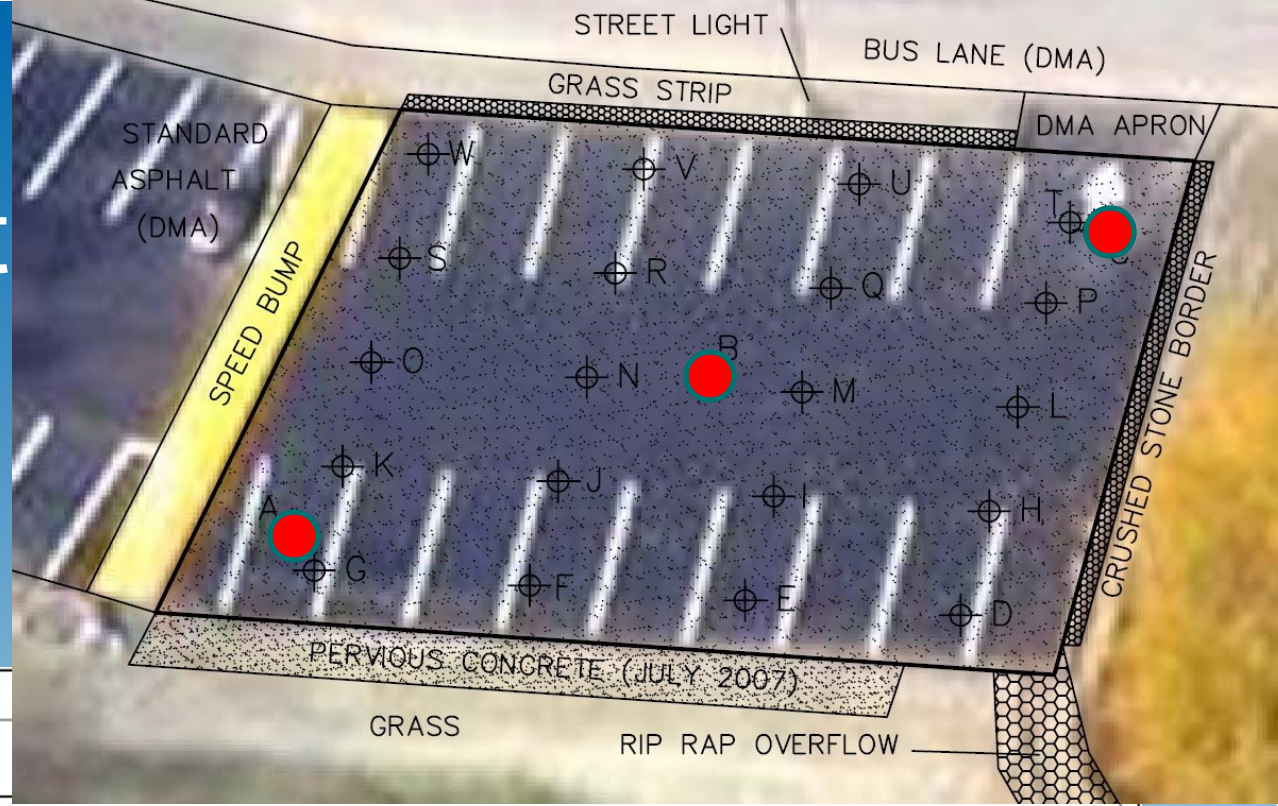 STREET LIGHT
BUS LANE (DMA)
GRASS STRIP
DMA APRON
STANDARD
ASPHALT
(DMA)
W
V
U
T
S
R
Q
P
SPEED BUMP
CRUSHED STONE BORDER
O
N
B
M
L
K
J
I
H
A
G
F
E
D
PERVIOUS CONCRETE (JULY 2007)
GRASS
RIP RAP OVERFLOW